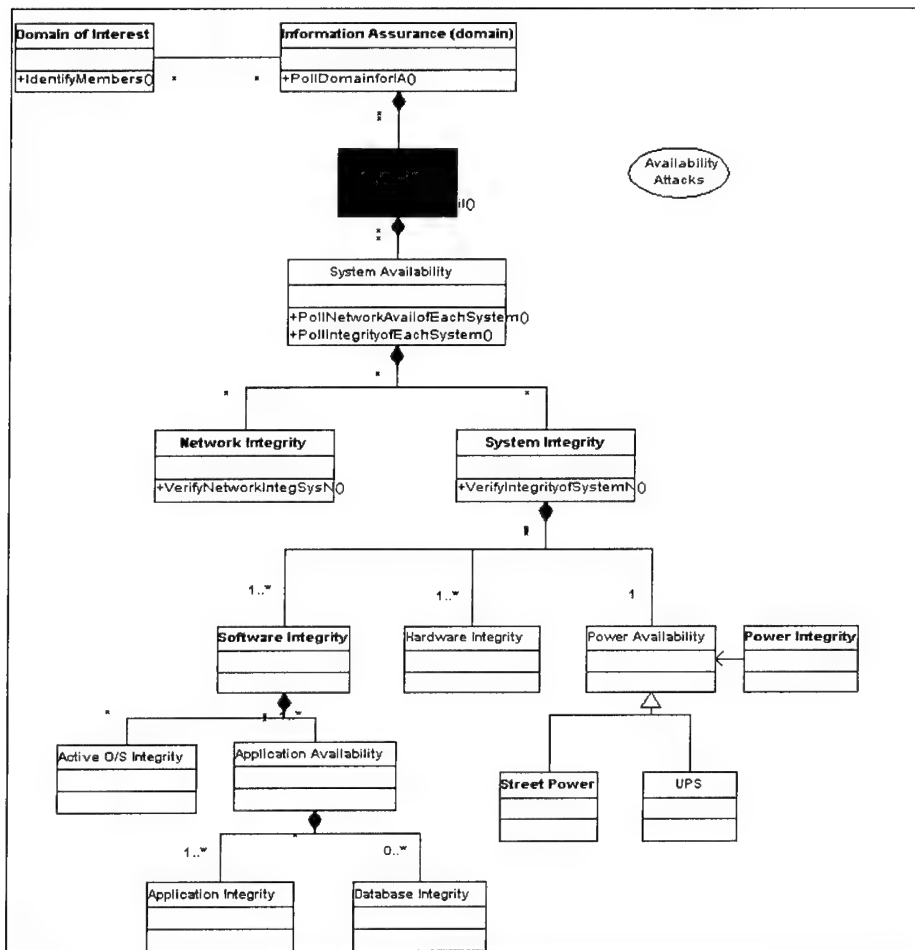 Domain of Interest
+IdentifyMembers()
* *
Information Assurance (domain)
+PollDomainforIA()
*
il()
Availability
Attacks
*
System Availability
+PollNetworkAvailofEachSystem()
+PollIntegrityofEachSystem()
*
* *
Network Integrity
+VerifyNetworkIntegSysN()
System Integrity
+VerifyIntegrityofSystemN()
1..* 1..* 1
Software Integrity
Hardware Integrity
Power Availability
Power Integrity
* 1..*
Active O/S Integrity
Application Availability
Street Power
UPS
*
1..* 0..*
Application Integrity
Database Integrity